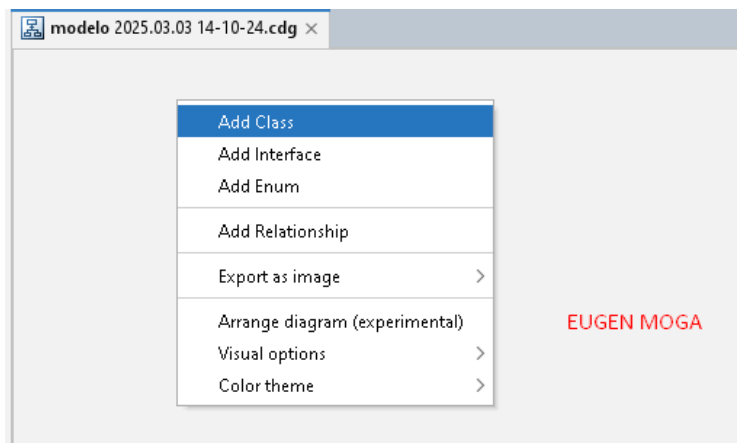 modelo 2025.03.03 14-10-24.cdg
Add Class
Add Interface
Add Enum
Add Relationship
Export as image
Arrange diagram (experimental)
EUGEN MOGA
Visual options
Color theme